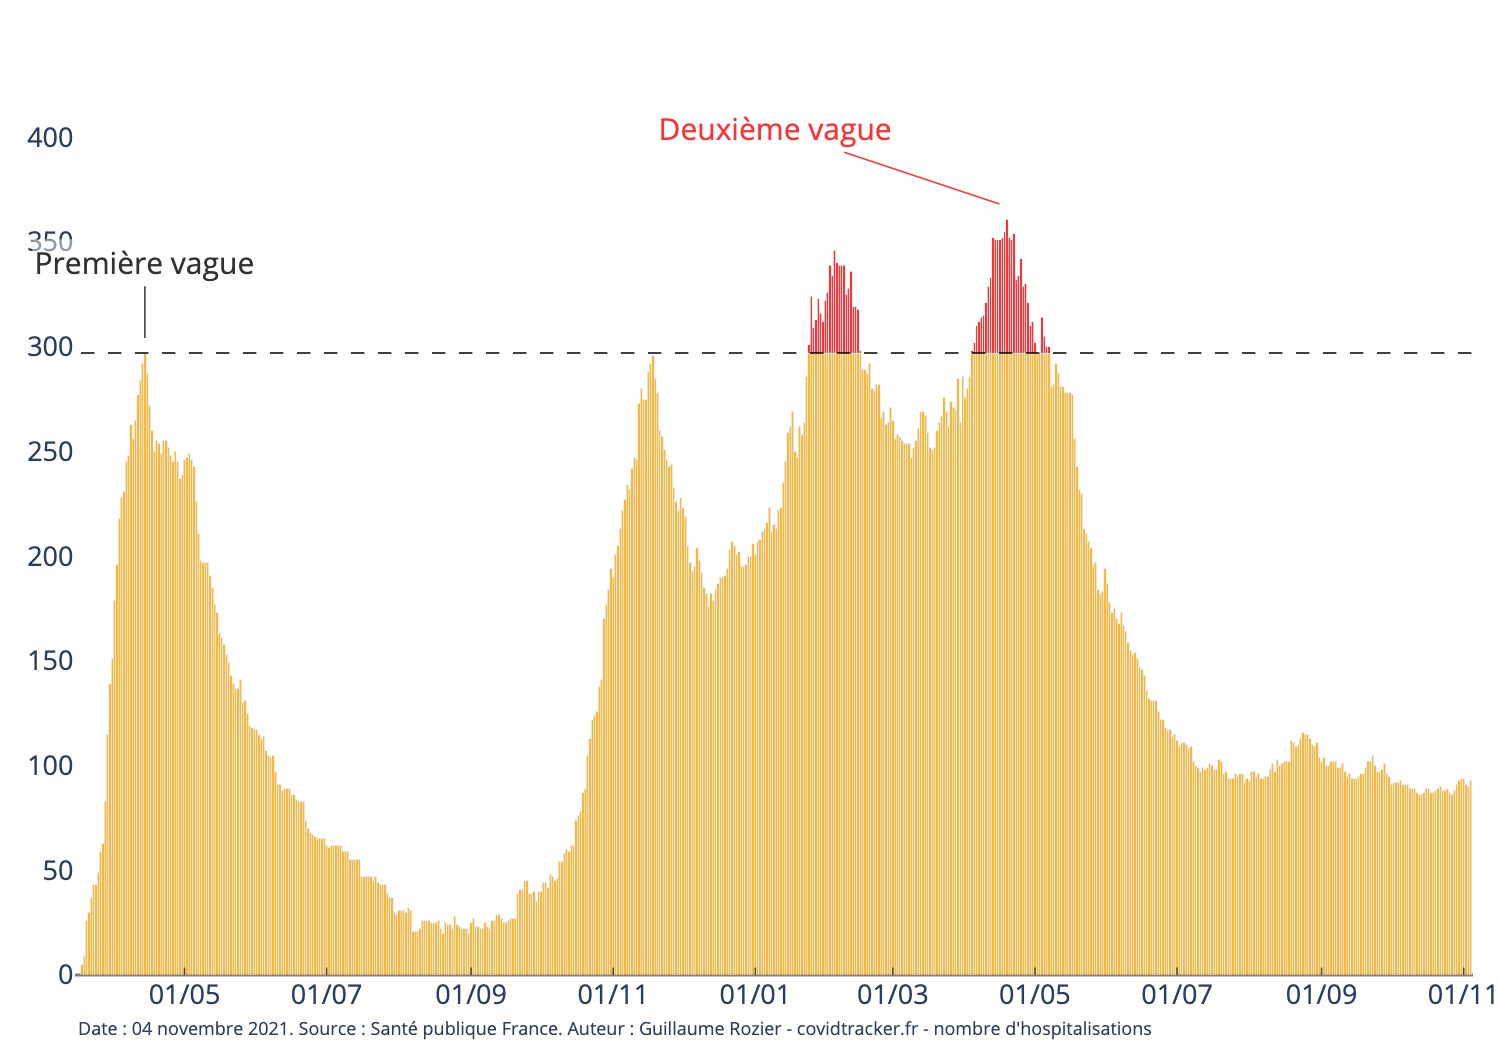 Deuxième vague
400
350
Première vague
300
250
200
150
100
50
0
01/05 01/07 01/09 01/11 01/01 01/03 01/05 01/07 01/09 01/11
Date : 04 novembre 2021. Source : Santé publique France. Auteur : Guillaume Rozier - covidtracker.fr - nombre d'hospitalisations